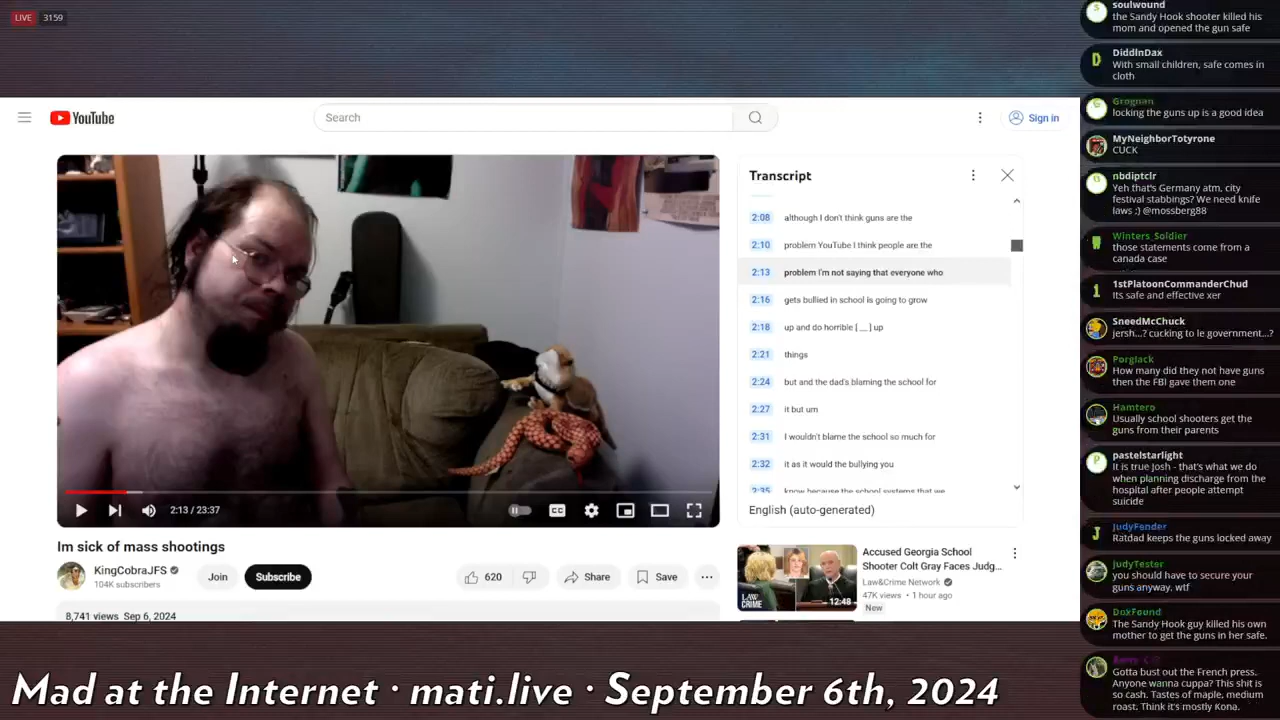 LIVE 3159
YouTube
Search
Sign in
Transcript
2:08 although I don't think guns are the
2:10 problem YouTube I think people are the
2:13 problem I'm not saying that everyone who
2:16 gets bullied in school is going to grow
2:18 up and do horrible [ __ ] up
2:21 things
2:24 but and the dad's blaming the school for
2:27 it but um
2:31 I wouldn't blame the school so much for
2:32 it as it would the bullying you
2:35 know because the school systems that we
English (auto-generated)
2:13 / 23:37
CC
Im sick of mass shootings
KingCobraJFS
104K subscribers
Join
Subscribe
620
Share
Save
8,741 views Sep 6, 2024
LAW&
CRIME
12:48
Accused Georgia School
Shooter Colt Gray Faces Judg...
Law&Crime Network
47K views • 1 hour ago
New
soulwound
the Sandy Hook shooter killed his
mom and opened the gun safe
DiddlnDax
With small children, safe comes in
cloth
Grognan
locking the guns up is a good idea
MyNeighborTotyrone
CUCK
nbdiptclr
Yeh that's Germany atm, city
festival stabbings? We need knife
laws ;) @mossberg88
Winters_Soldier
those statements come from a
canada case
1stPlatoonCommanderChud
Its safe and effective xer
SneedMcChuck
jersh...? cucking to le government...?
PorgJack
How many did they not have guns
then the FBI gave them one
Hamtero
Usually school shooters get the
guns from their parents
pastelstarlight
It is true Josh - that's what we do
when planning discharge from the
hospital after people attempt
suicide
JudyFender
Ratdad keeps the guns locked away
JudyTester
you should have to secure your
guns anyway. wtf
DoxFound
The Sandy Hook guy killed his own
mother to get the guns in her safe.
Gotta bust out the French press.
Anyone wanna cuppa? This shit is
so cash. Tastes of maple, medium
roast. Think it's mostly Kona.
Mad at the Internet · mati.live · September 6th, 2024